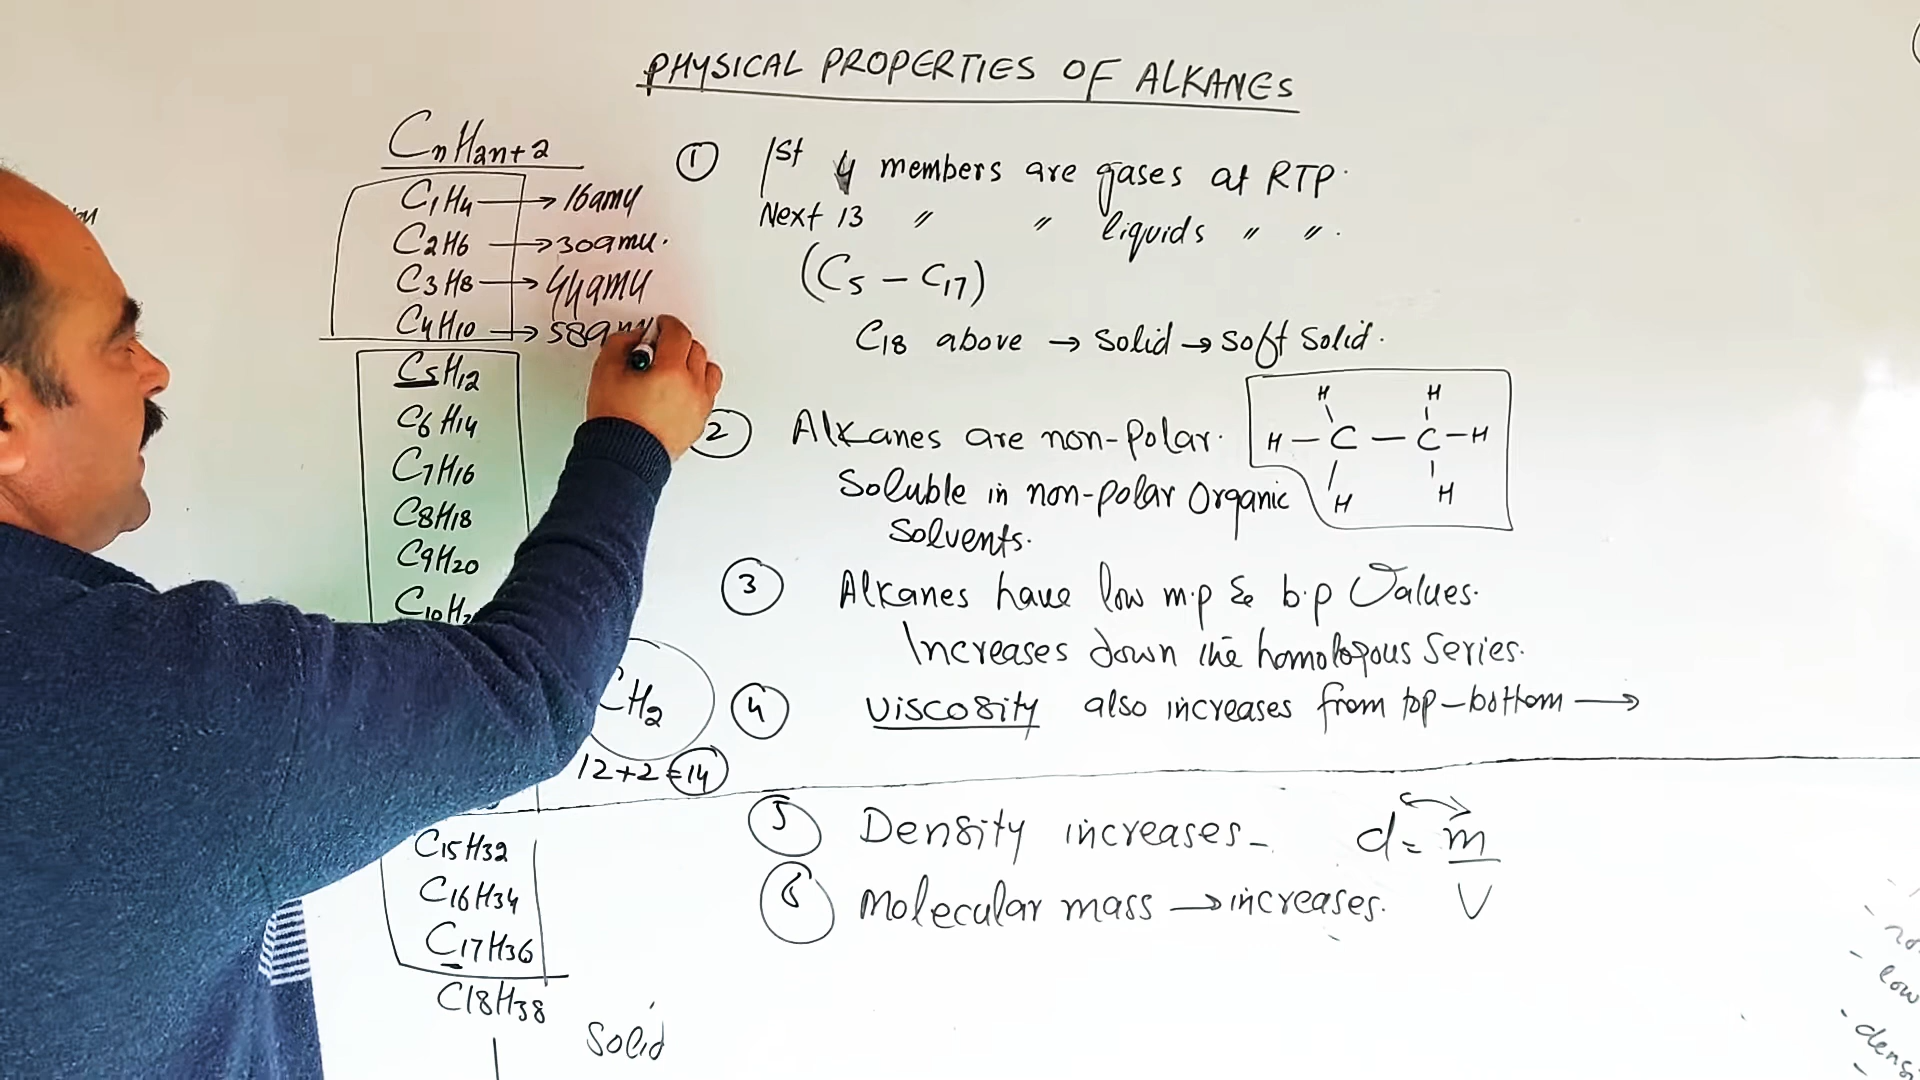 PHYSICAL PROPERTIES OF ALKANES
CnH2n+2
C1H4 → 16amu
C2H6 → 30amu.
C3H8 → 44amu
C4H10 → 58amu
C5H12
C6H14
C7H16
C8H18
C9H20
C10H2
CH2
12+2=14
C15H32
C16H34
C17H36
C18H38
Solid
① 1st 4 members are gases at RTP.
Next 13 〃 〃 liquids 〃 〃.
(C5 – C17)
C18 above → Solid → Soft Solid.
② Alkanes are non-polar.
Soluble in non-polar Organic
Solvents.
H H
H – C – C – H
H H
③ Alkanes have low m.p & b.p Values.
Increases down the homologous Series.
④ Viscosity also increases from top-bottom →
⑤ Density increases– d = m/V
⑥ Molecular mass → increases.
low